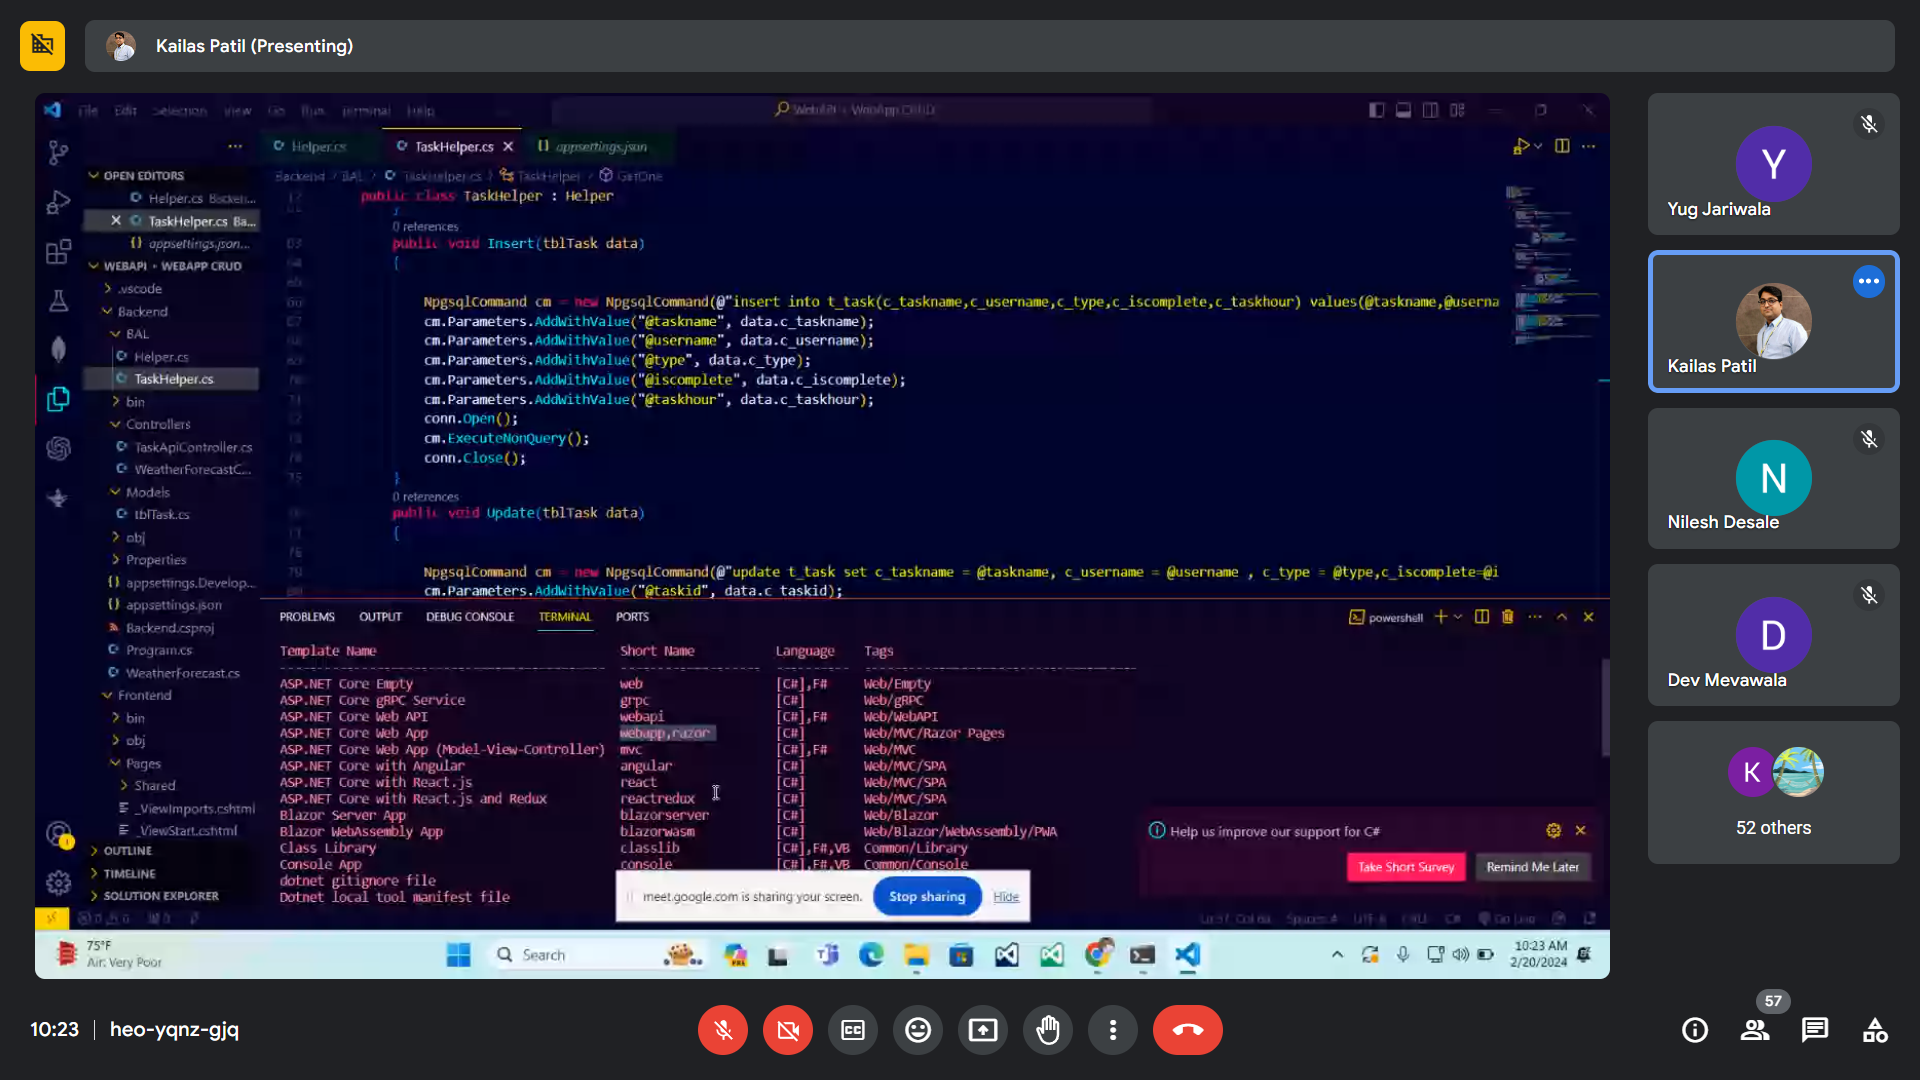 Kailas Patil (Presenting)
File Edit Selection View Go Run Terminal Help
WebAPI - WebApp CRUD
Helper.cs
TaskHelper.cs
appsettings.json
Backend BAL TaskHelper.cs TaskHelper GetOne
OPEN EDITORS
Helper.cs Backen...
TaskHelper.cs Ba...
{} appsettings.json...
WEBAPI - WEBAPP CRUD
.vscode
Backend
BAL
Helper.cs
TaskHelper.cs
bin
Controllers
TaskApiController.cs
WeatherForecastC...
Models
tblTask.cs
obj
Properties
{} appsettings.Develop...
{} appsettings.json
Backend.csproj
Program.cs
WeatherForecast.cs
Frontend
bin
obj
Pages
Shared
_ViewImports.cshtml
_ViewStart.cshtml
OUTLINE
TIMELINE
SOLUTION EXPLORER
public class TaskHelper : Helper
}
0 references
public void Insert(tblTask data)
{
NpgsqlCommand cm = new NpgsqlCommand(@"insert into t_task(c_taskname,c_username,c_type,c_iscomplete,c_taskhour) values(@taskname,@userna
cm.Parameters.AddWithValue("@taskname", data.c_taskname);
cm.Parameters.AddWithValue("@username", data.c_username);
cm.Parameters.AddWithValue("@type", data.c_type);
cm.Parameters.AddWithValue("@iscomplete", data.c_iscomplete);
cm.Parameters.AddWithValue("@taskhour", data.c_taskhour);
conn.Open();
cm.ExecuteNonQuery();
conn.Close();
}
0 references
public void Update(tblTask data)
{
NpgsqlCommand cm = new NpgsqlCommand(@"update t_task set c_taskname = @taskname, c_username = @username , c_type = @type,c_iscomplete=@i
cm.Parameters.AddWithValue("@taskid", data.c_taskid);
PROBLEMS OUTPUT DEBUG CONSOLE TERMINAL PORTS
powershell
Template Name Short Name Language Tags
ASP.NET Core Empty web [C#],F# Web/Empty
ASP.NET Core gRPC Service grpc [C#] Web/gRPC
ASP.NET Core Web API webapi [C#],F# Web/WebAPI
ASP.NET Core Web App webapp,razor [C#] Web/MVC/Razor Pages
ASP.NET Core Web App (Model-View-Controller) mvc [C#],F# Web/MVC
ASP.NET Core with Angular angular [C#] Web/MVC/SPA
ASP.NET Core with React.js react [C#] Web/MVC/SPA
ASP.NET Core with React.js and Redux reactredux [C#] Web/MVC/SPA
Blazor Server App blazorserver [C#] Web/Blazor
Blazor WebAssembly App blazorwasm [C#] Web/Blazor/WebAssembly/PWA
Class Library classlib [C#],F#,VB Common/Library
Console App console [C#],F#,VB Common/Console
dotnet gitignore file
Dotnet local tool manifest file
Help us improve our support for C#
Take Short Survey
Remind Me Later
meet.google.com is sharing your screen.
Stop sharing
Hide
75°F
Air: Very Poor
Search
10:23 AM
2/20/2024
Y
Yug Jariwala
Kailas Patil
N
Nilesh Desale
D
Dev Mevawala
K
52 others
10:23
heo-yqnz-gjq
57